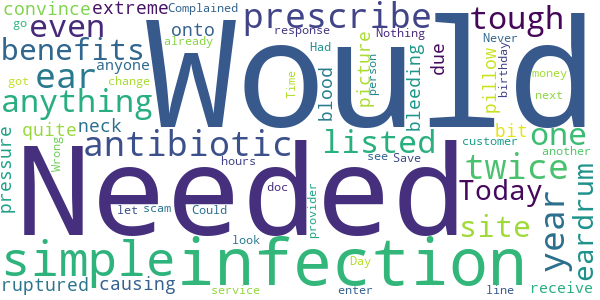 convince extreme Complained go prescribe tough
even onto response Had Nothing Never
benefits already anyone picture due person birthday
ear Would blood bleeding pillow got change Time money next
anything quite neck antibiotic listed bit one
Wrong hours see Save customer another
pressure Needed doc twice Today year eardrum
let scam Could provider site
simple infection look Day
ruptured causing service enter line receive